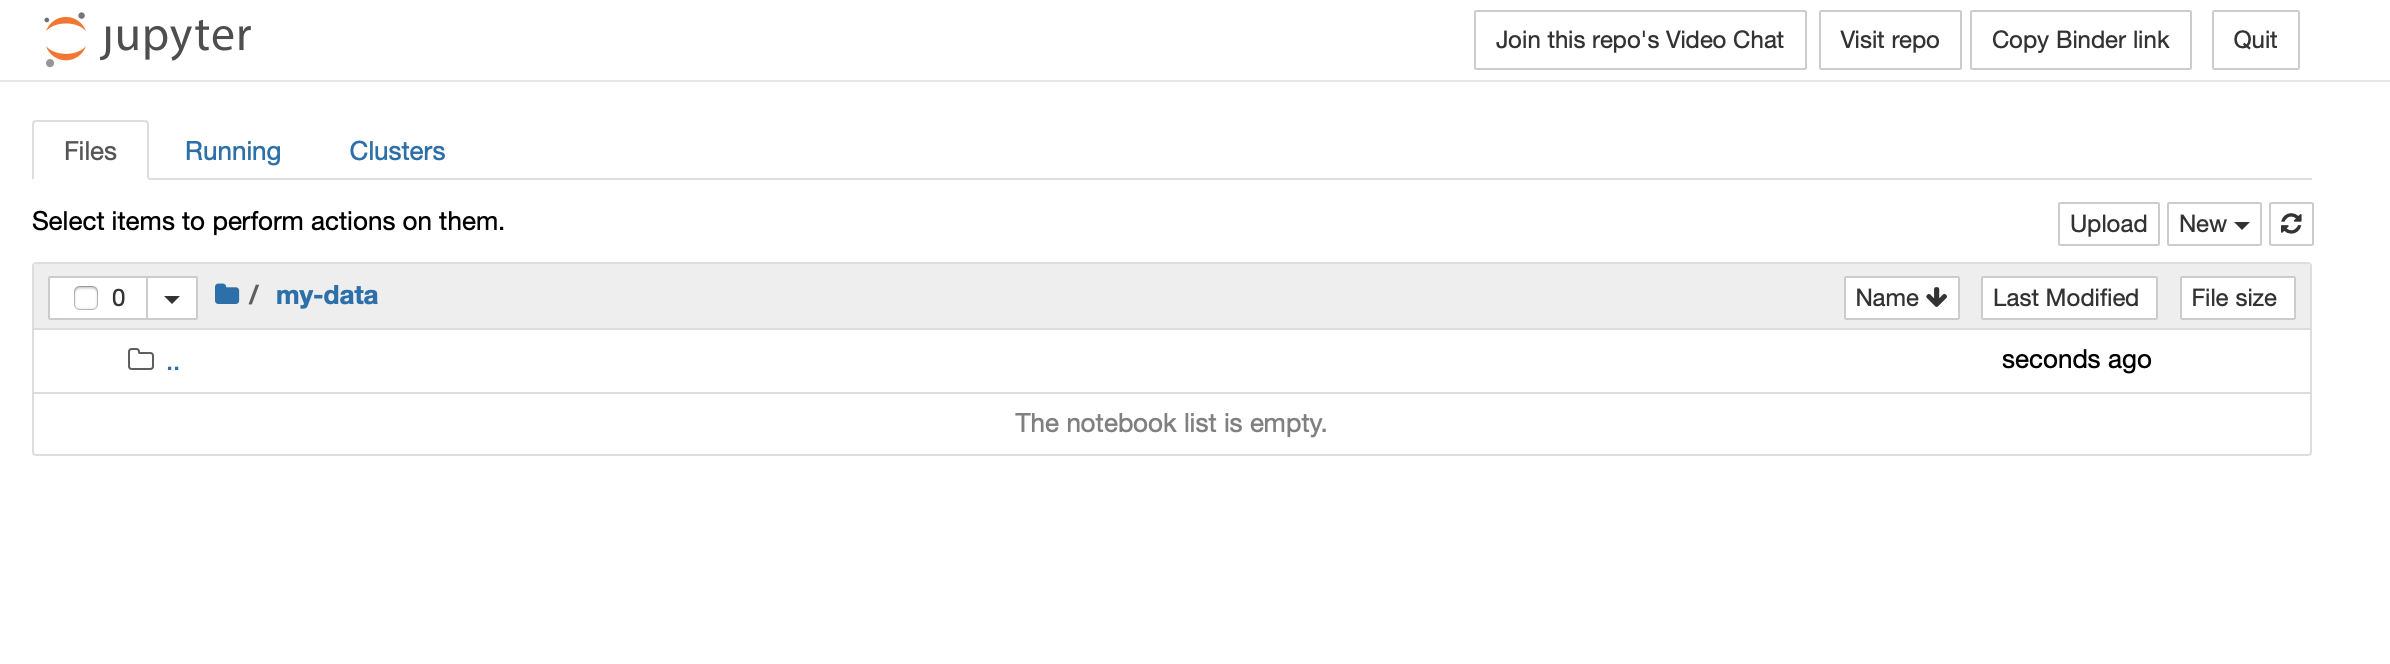 jupyter
Join this repo's Video Chat Visit repo Copy Binder link Quit
Files Running Clusters
Select items to perform actions on them.
Upload New
0 / my-data Name Last Modified File size
.. seconds ago
The notebook list is empty.